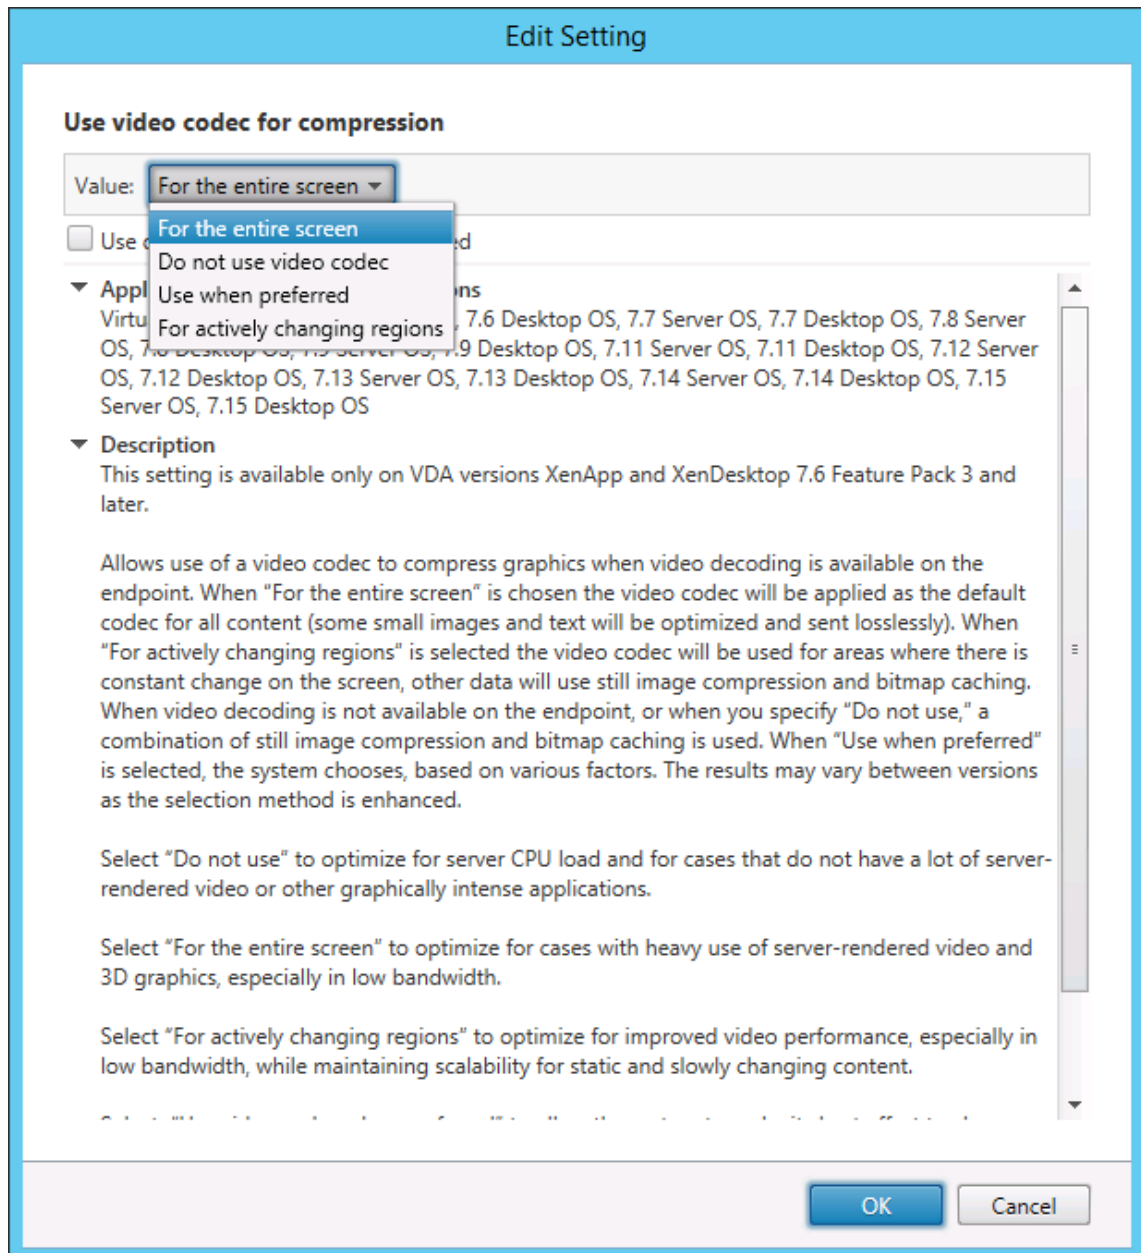 Edit Setting
Use video codec for compression
Value: For the entire screen
For the entire screen
Use ed
Do not use video codec
Use when preferred
For actively changing regions
Appl ns
Virtu , 7.6 Desktop OS, 7.7 Server OS, 7.7 Desktop OS, 7.8 Server
OS, 7.9 Desktop OS, 7.11 Server OS, 7.11 Desktop OS, 7.12 Server
OS, 7.12 Desktop OS, 7.13 Server OS, 7.13 Desktop OS, 7.14 Server OS, 7.14 Desktop OS, 7.15
Server OS, 7.15 Desktop OS
Description
This setting is available only on VDA versions XenApp and XenDesktop 7.6 Feature Pack 3 and
later.
Allows use of a video codec to compress graphics when video decoding is available on the
endpoint. When "For the entire screen" is chosen the video codec will be applied as the default
codec for all content (some small images and text will be optimized and sent losslessly). When
"For actively changing regions" is selected the video codec will be used for areas where there is
constant change on the screen, other data will use still image compression and bitmap caching.
When video decoding is not available on the endpoint, or when you specify "Do not use," a
combination of still image compression and bitmap caching is used. When "Use when preferred"
is selected, the system chooses, based on various factors. The results may vary between versions
as the selection method is enhanced.
Select "Do not use" to optimize for server CPU load and for cases that do not have a lot of server-
rendered video or other graphically intense applications.
Select "For the entire screen" to optimize for cases with heavy use of server-rendered video and
3D graphics, especially in low bandwidth.
Select "For actively changing regions" to optimize for improved video performance, especially in
low bandwidth, while maintaining scalability for static and slowly changing content.
OK
Cancel